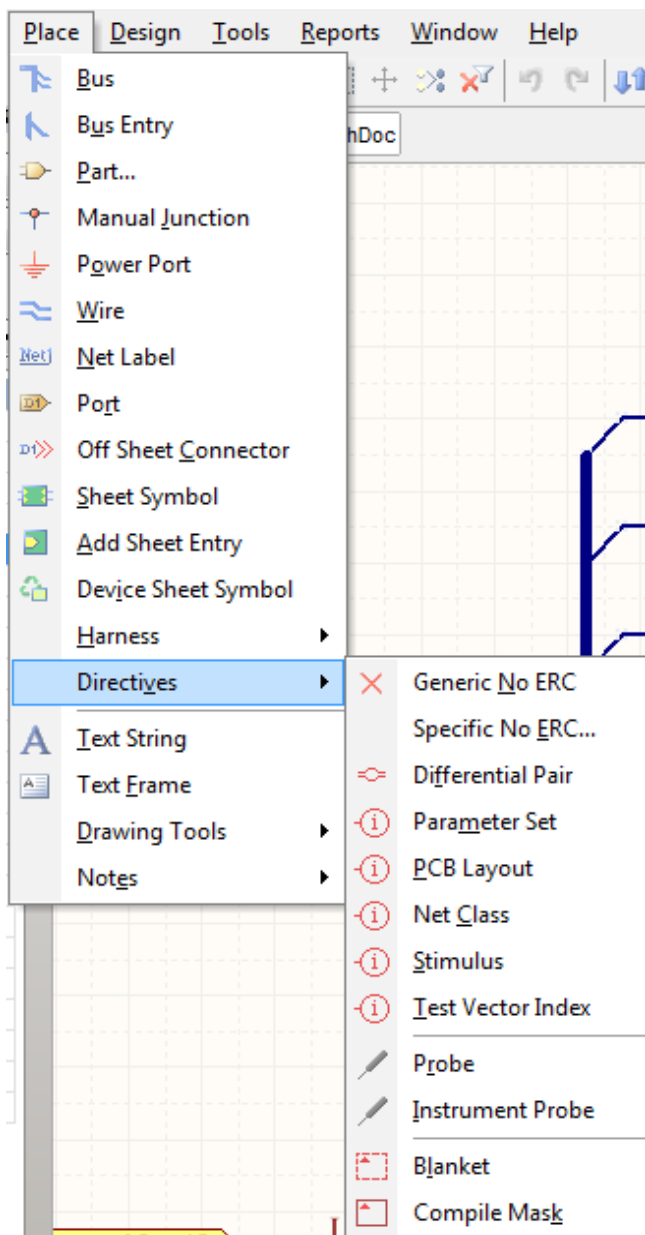 Place Design Tools Reports Window Help
Bus
Bus Entry
hDoc
Part...
Manual Junction
Power Port
Wire
Net1 Net Label
D1 Port
D1 Off Sheet Connector
Sheet Symbol
Add Sheet Entry
Device Sheet Symbol
Harness
Directives
Generic No ERC
Specific No ERC...
A Text String
Differential Pair
A Text Frame
Parameter Set
Drawing Tools
PCB Layout
Notes
Net Class
Stimulus
Test Vector Index
Probe
Instrument Probe
Blanket
Compile Mask